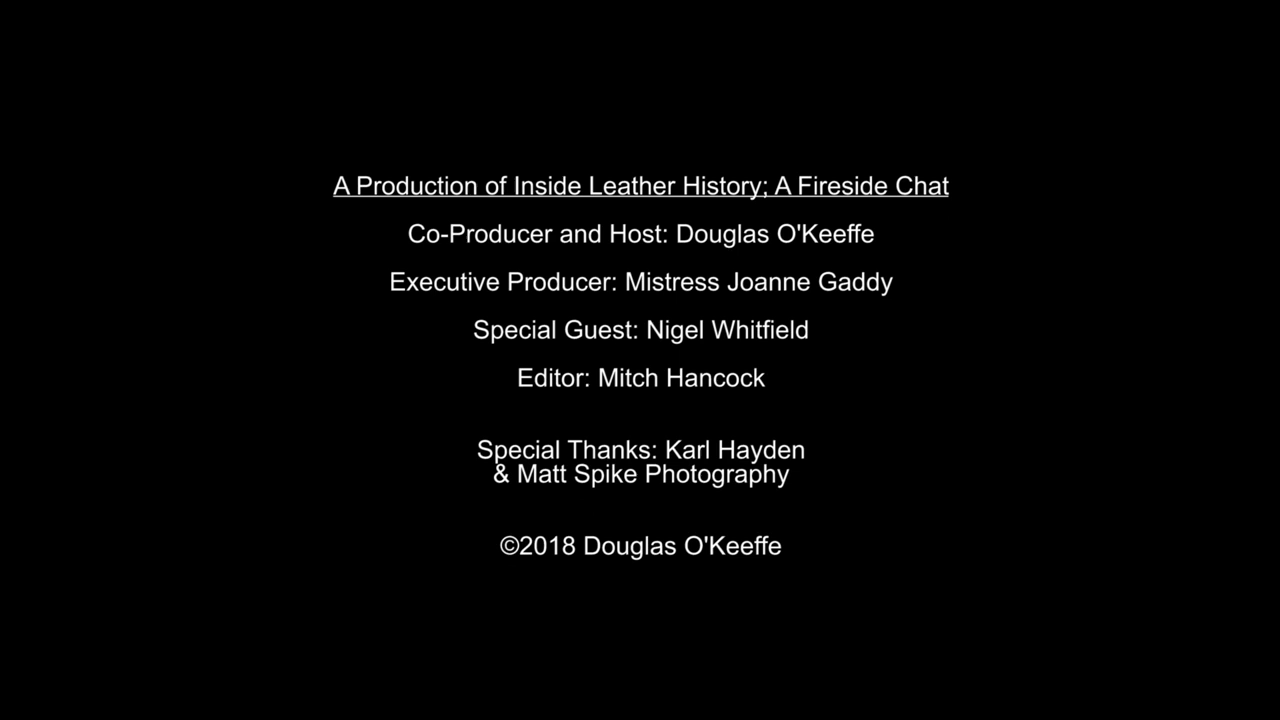 A Production of Inside Leather History; A Fireside Chat
Co-Producer and Host: Douglas O'Keeffe
Executive Producer: Mistress Joanne Gaddy
Special Guest: Nigel Whitfield
Editor: Mitch Hancock
Special Thanks: Karl Hayden
& Matt Spike Photography
©2018 Douglas O'Keeffe